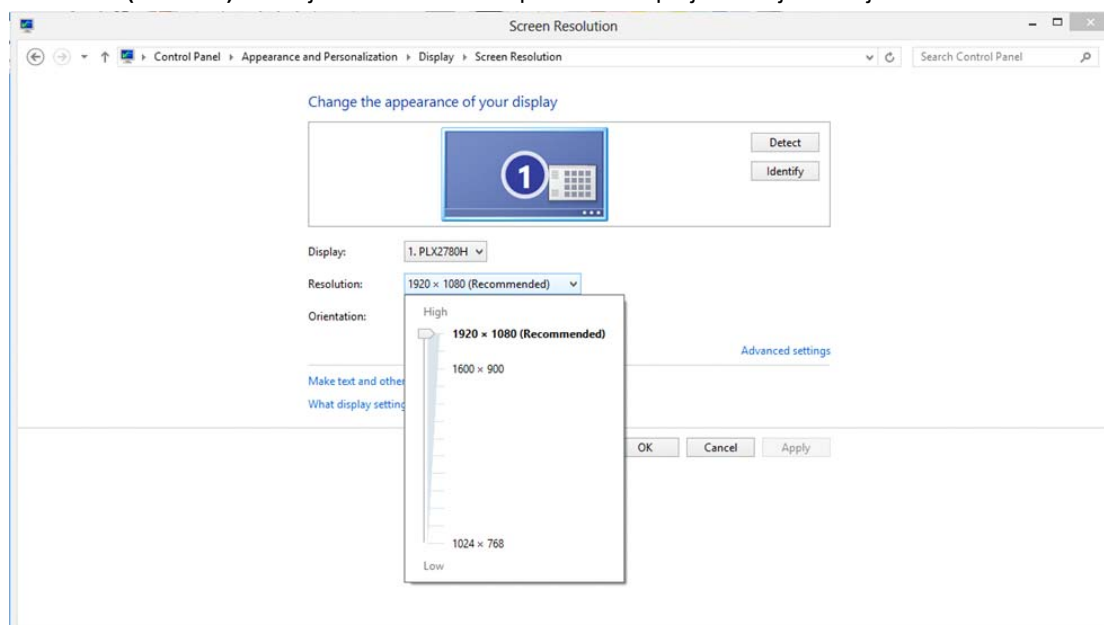 Screen Resolution
Control Panel Appearance and Personalization Display Screen Resolution
Search Control Panel
Change the appearance of your display
1
Detect
Identify
Display: 1. PLX2780H
Resolution: 1920 × 1080 (Recommended)
Orientation:
High
1920 × 1080 (Recommended)
1600 × 900
1024 × 768
Low
Advanced settings
Make text and other
What display setting
OK Cancel Apply